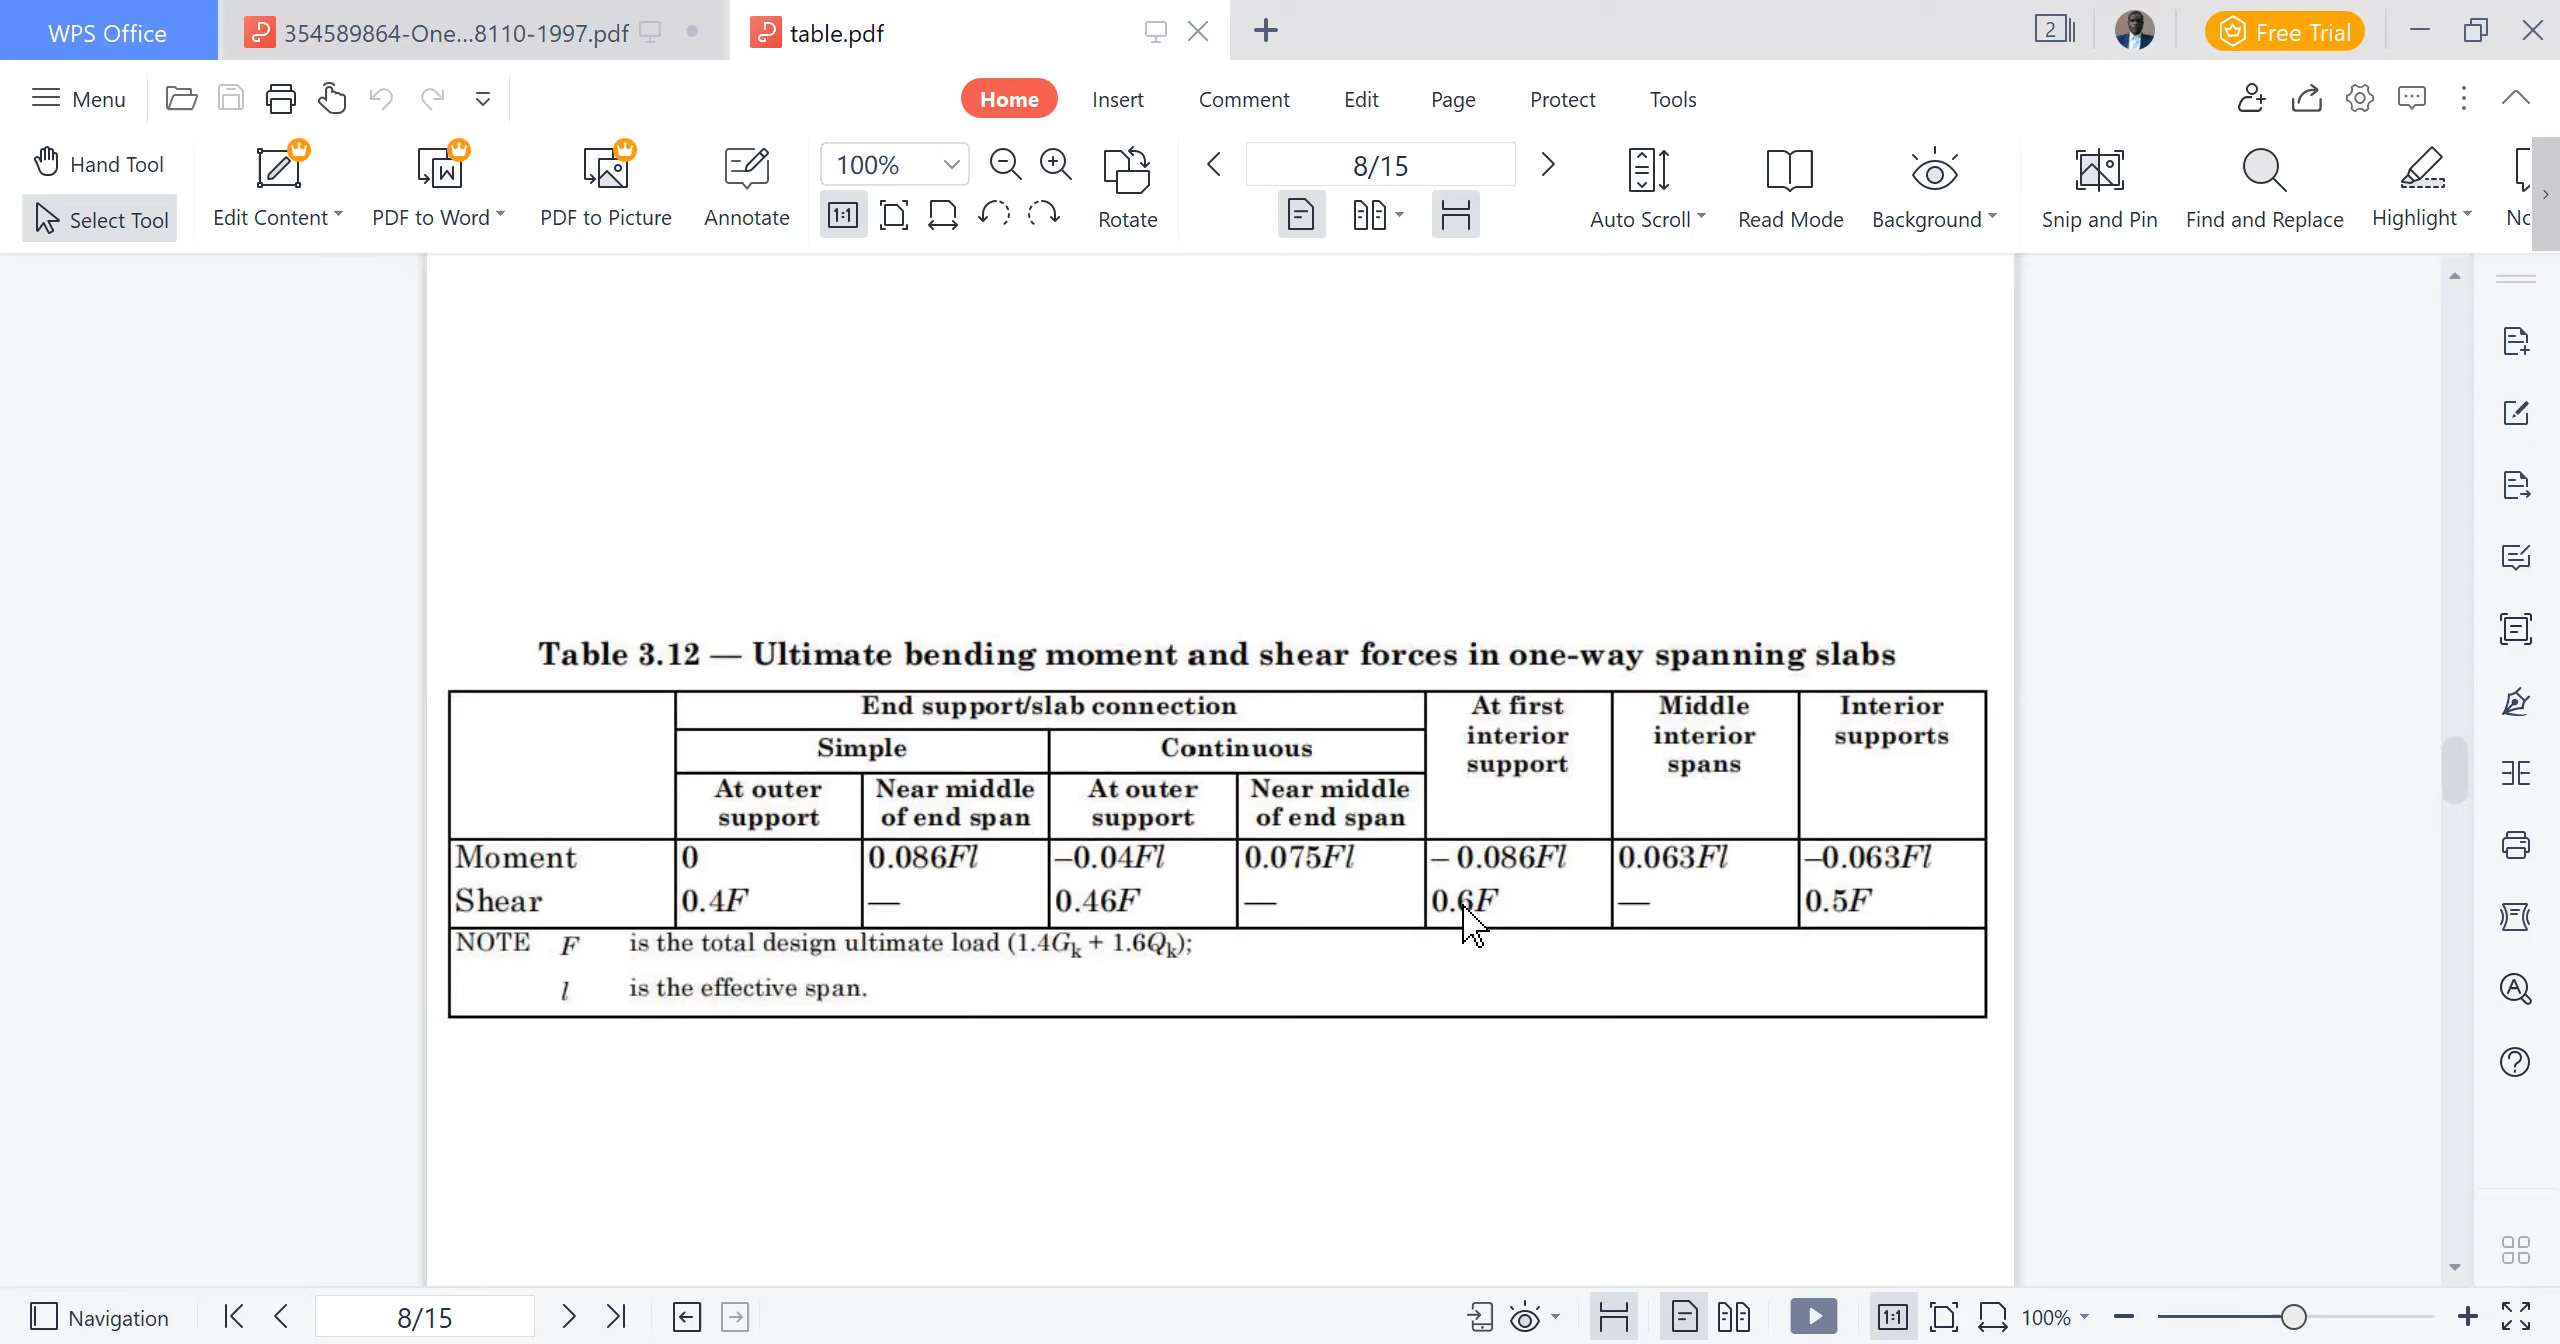 WPS Office
354589864-One...8110-1997.pdf
table.pdf
2
Free Trial
Menu
Home Insert Comment Edit Page Protect Tools
Hand Tool
Select Tool
Edit Content
PDF to Word
PDF to Picture
Annotate
100%
1:1
Rotate
8/15
Auto Scroll
Read Mode
Background
Snip and Pin
Find and Replace
Highlight
Table 3.12 — Ultimate bending moment and shear forces in one-way spanning slabs
End support/slab connection
Simple Continuous
At outer support
Near middle of end span
At outer support
Near middle of end span
At first interior support
Middle interior spans
Interior supports
Moment 0 0.086Fl –0.04Fl 0.075Fl – 0.086Fl 0.063Fl –0.063Fl
Shear 0.4F — 0.46F — 0.6F — 0.5F
NOTE F is the total design ultimate load (1.4Gk + 1.6Qk);
l is the effective span.
Navigation
8/15
1:1
100%